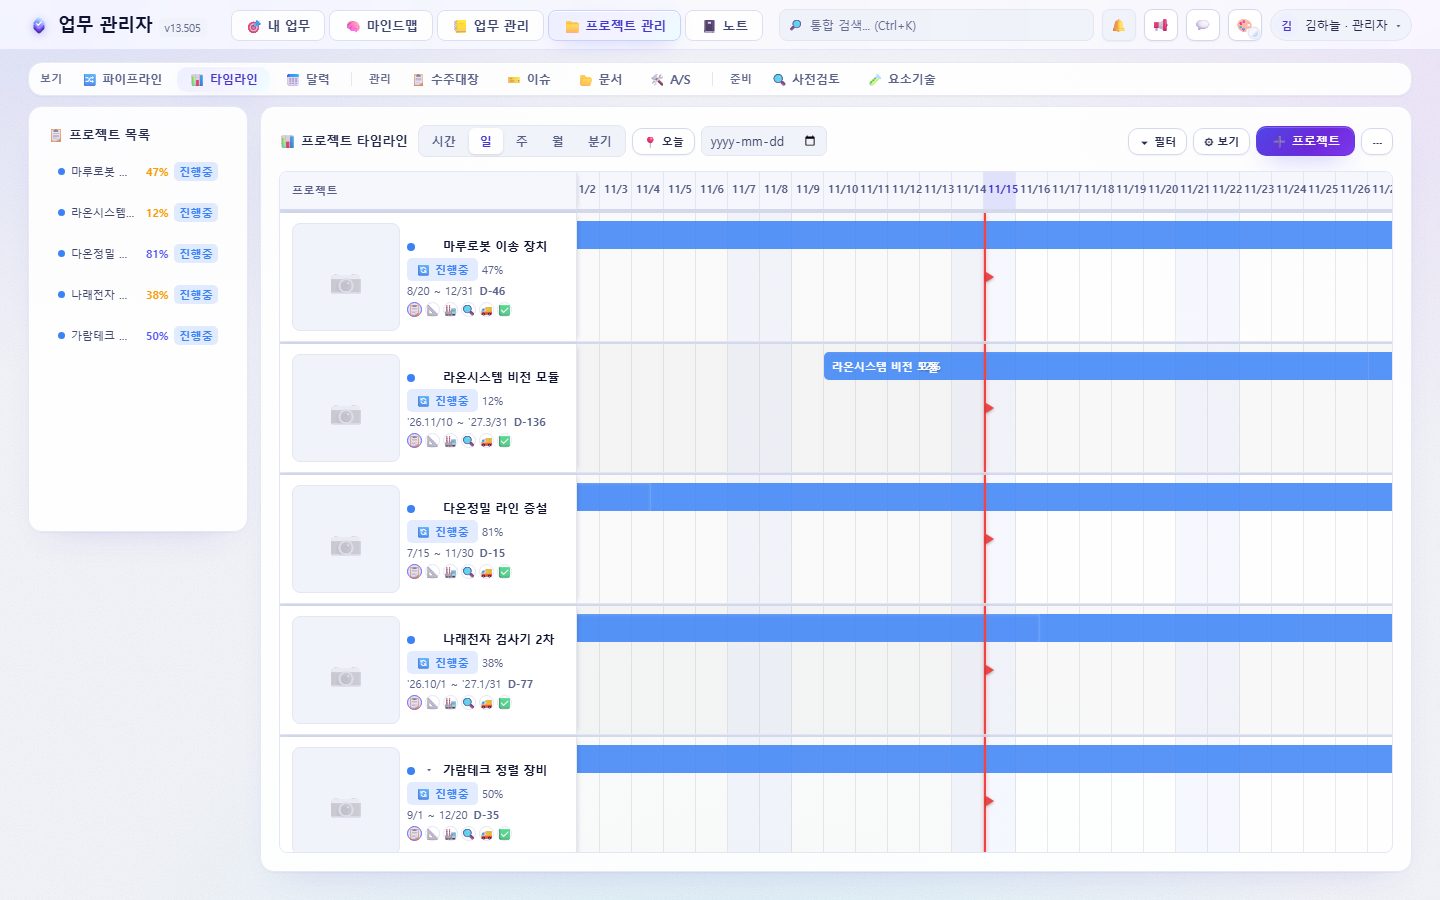 업무 관리자 v13.505
내 업무
마인드맵
업무 관리
프로젝트 관리
노트
통합 검색... (Ctrl+K)
김 김하늘 · 관리자
보기
파이프라인
타임라인
달력
관리
수주대장
이슈
문서
A/S
준비
사전검토
요소기술
프로젝트 목록
마루로봇 ... 47% 진행중
라온시스템... 12% 진행중
다온정밀 ... 81% 진행중
나래전자 ... 38% 진행중
가람테크 ... 50% 진행중
프로젝트 타임라인
시간 일 주 월 분기
오늘
yyyy-mm-dd
필터
보기
프로젝트
프로젝트
1/2 11/3 11/4 11/5 11/6 11/7 11/8 11/9 11/10 11/11 11/12 11/13 11/14 11/15 11/16 11/17 11/18 11/19 11/20 11/21 11/22 11/23 11/24 11/25 11/26 11/2
마루로봇 이송 장치
진행중 47%
8/20 ~ 12/31 D-46
라온시스템 비전 모듈
진행중 12%
'26.11/10 ~ '27.3/31 D-136
라온시스템 비전 모듈
다온정밀 라인 증설
진행중 81%
7/15 ~ 11/30 D-15
나래전자 검사기 2차
진행중 38%
'26.10/1 ~ '27.1/31 D-77
가람테크 정렬 장비
진행중 50%
9/1 ~ 12/20 D-35